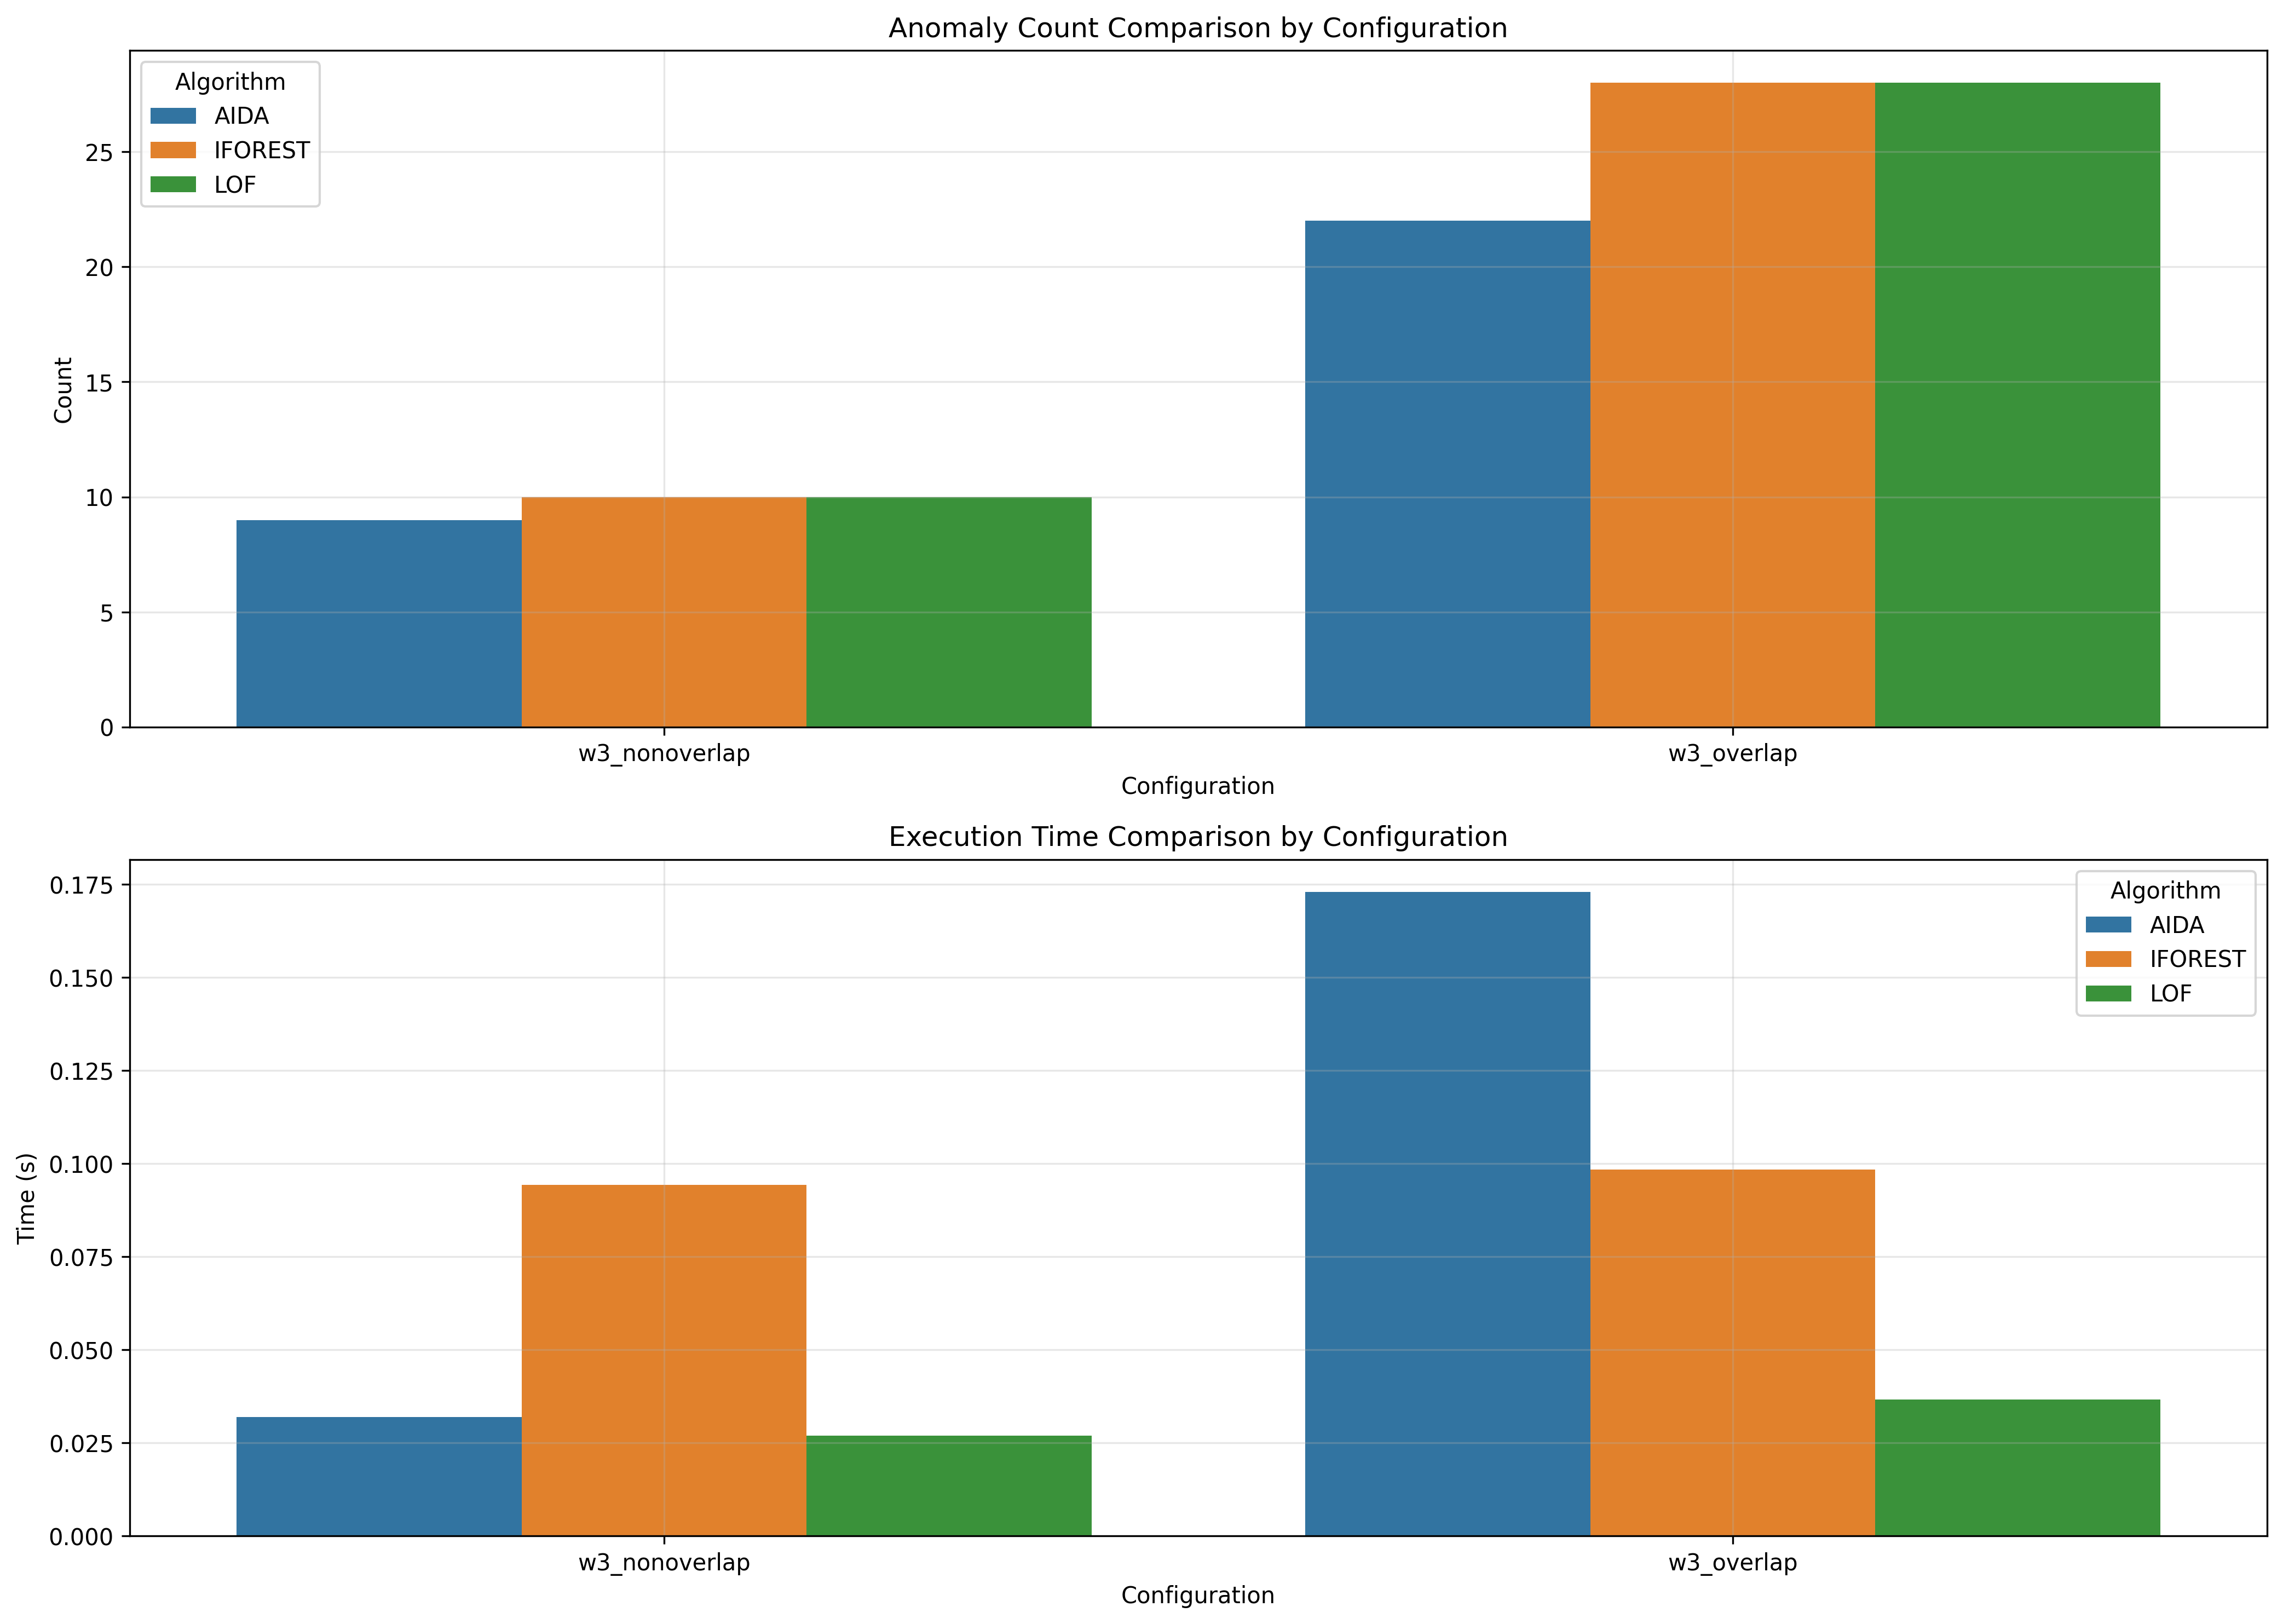 Anomaly Count Comparison by Configuration
Algorithm
AIDA
IFOREST
LOF
25
20
15
10
5
0
Count
w3_nonoverlap
w3_overlap
Configuration
Execution Time Comparison by Configuration
Algorithm
AIDA
IFOREST
LOF
0.175
0.150
0.125
0.100
0.075
0.050
0.025
0.000
Time (s)
w3_nonoverlap
w3_overlap
Configuration